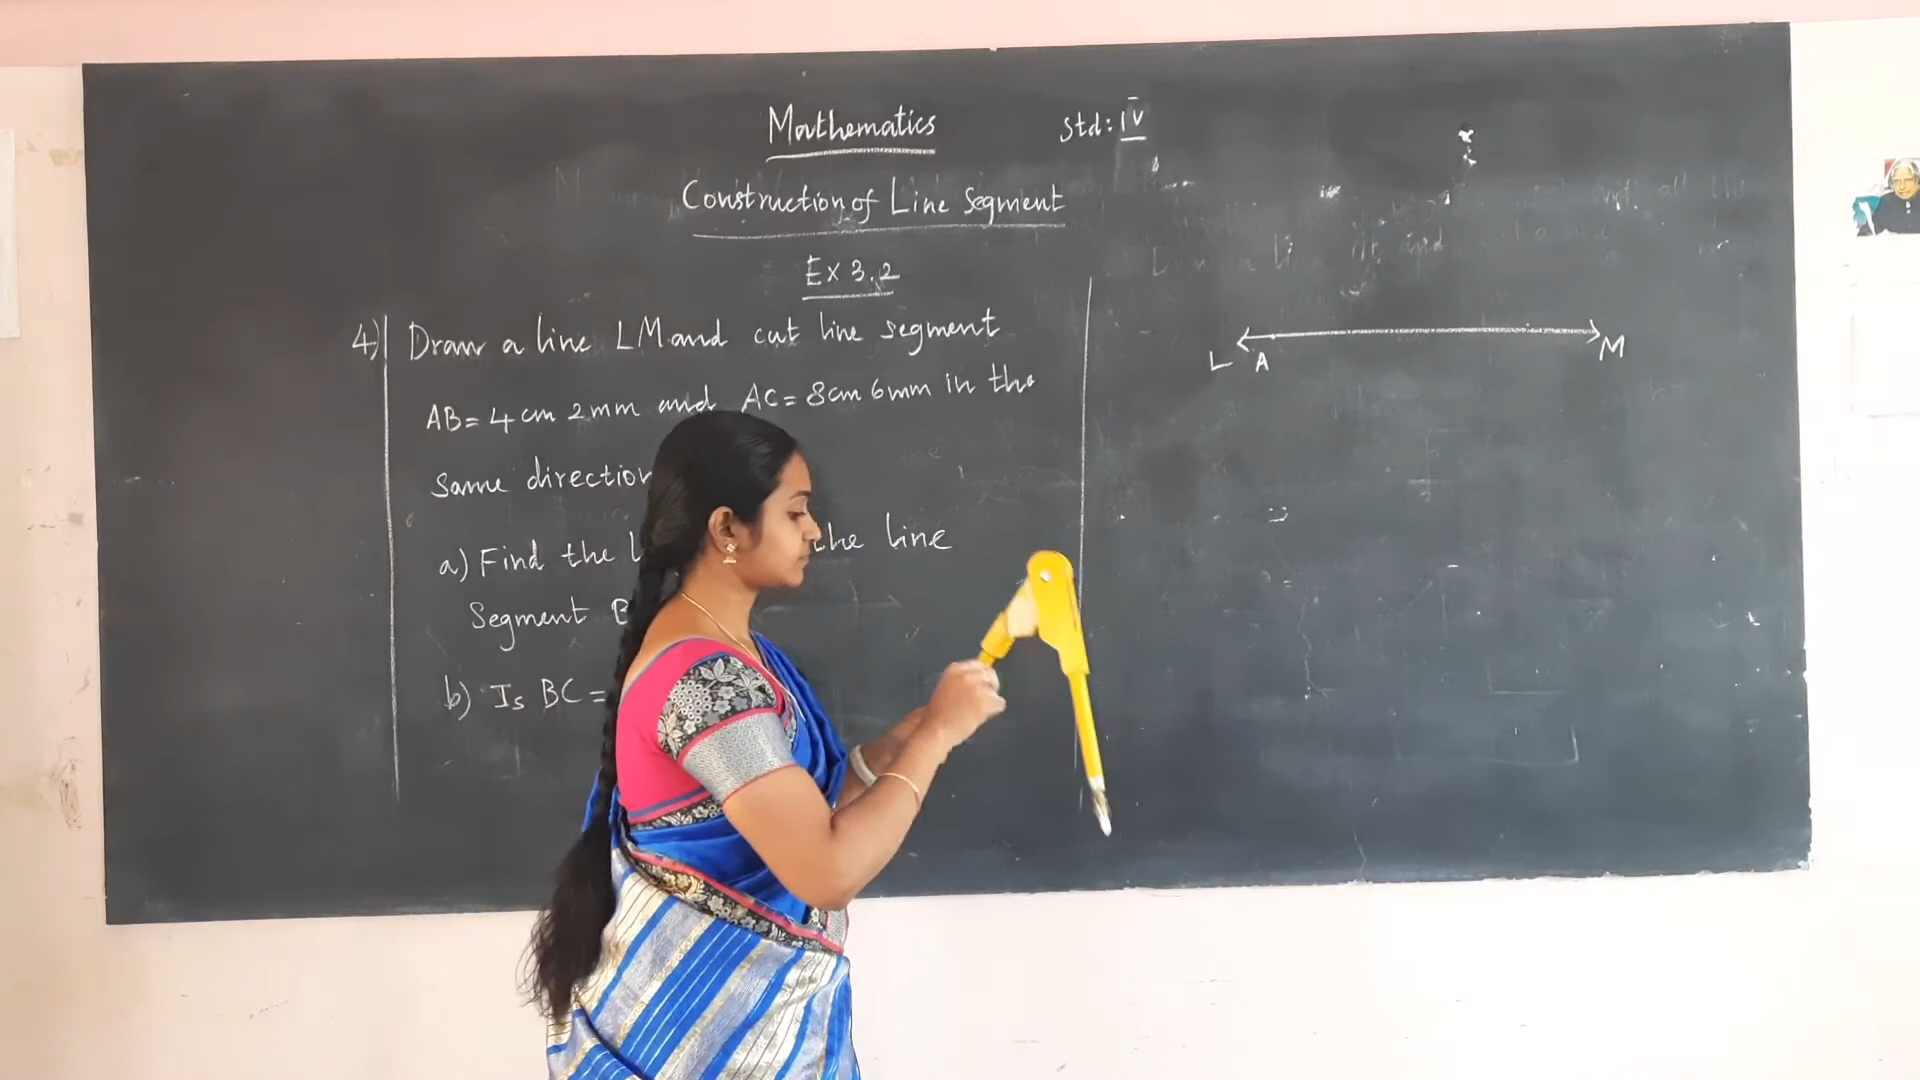 Mathematics
Std: IV
Construction of Line Segment
Ex 3.2
4) Draw a line LM and cut line segment
AB = 4 cm 2 mm and AC = 8 cm 6 mm in the
same direction
a) Find the the line
Segment B
b) Is BC =
L A M